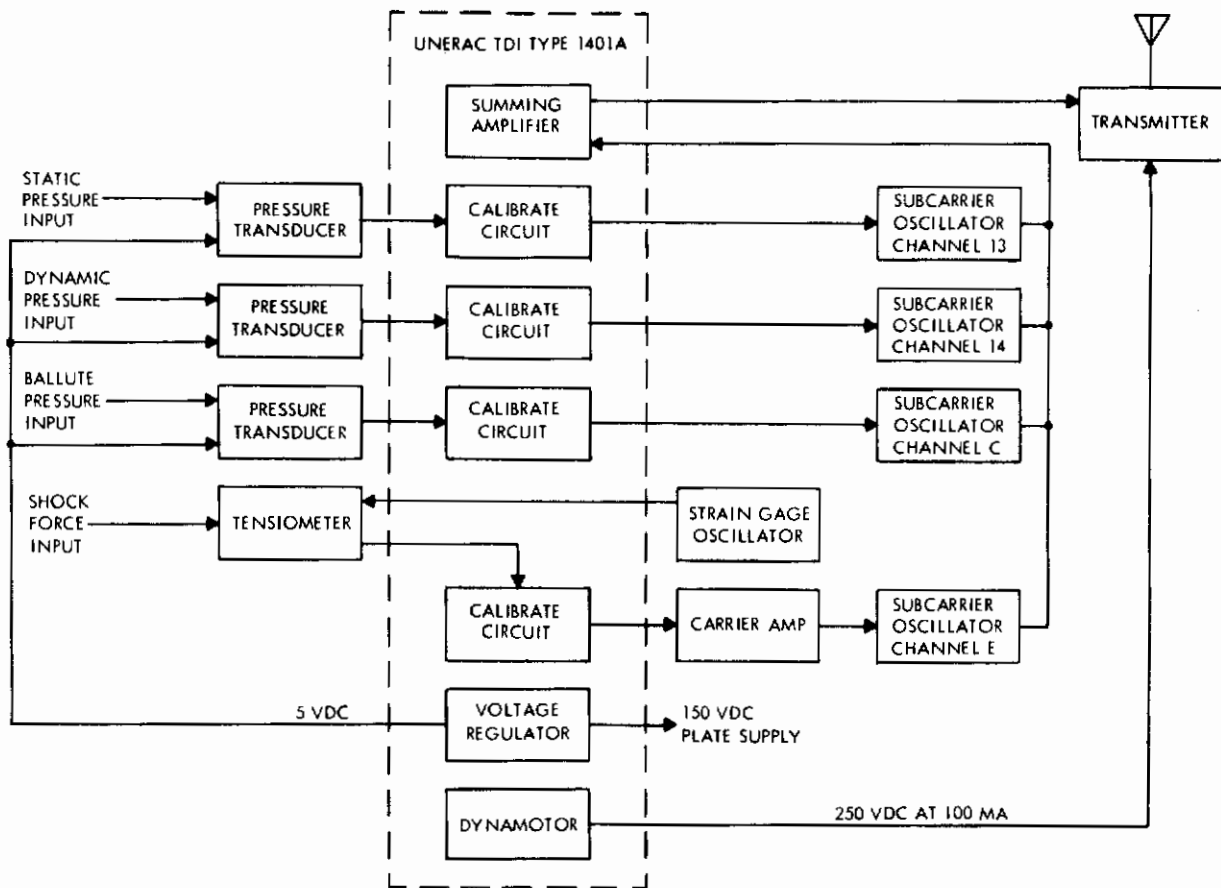 UNERAC TDI TYPE 1401A
SUMMING
AMPLIFIER
TRANSMITTER
STATIC
PRESSURE
INPUT
PRESSURE
TRANSDUCER
CALIBRATE
CIRCUIT
SUBCARRIER
OSCILLATOR
CHANNEL 13
DYNAMIC
PRESSURE
INPUT
PRESSURE
TRANSDUCER
CALIBRATE
CIRCUIT
SUBCARRIER
OSCILLATOR
CHANNEL 14
BALLUTE
PRESSURE
INPUT
PRESSURE
TRANSDUCER
CALIBRATE
CIRCUIT
SUBCARRIER
OSCILLATOR
CHANNEL C
SHOCK
FORCE
INPUT
TENSIOMETER
STRAIN GAGE
OSCILLATOR
CALIBRATE
CIRCUIT
CARRIER AMP
SUBCARRIER
OSCILLATOR
CHANNEL E
5 VDC
VOLTAGE
REGULATOR
150 VDC
PLATE SUPPLY
DYNAMOTOR
250 VDC AT 100 MA